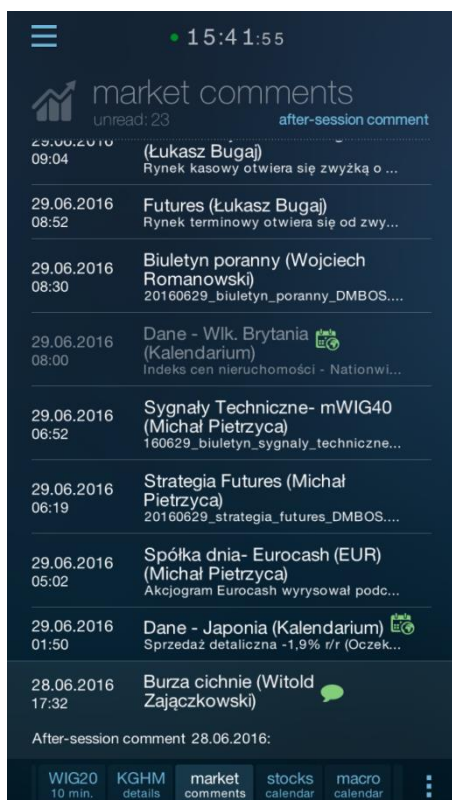 15:41:55
market comments
unread: 23
after-session comment
29.06.2016
09:04
(Łukasz Bugaj)
Rynek kasowy otwiera się zwyżką o ...
29.06.2016
08:52
Futures (Łukasz Bugaj)
Rynek terminowy otwiera się od zwy...
29.06.2016
08:30
Biuletyn poranny (Wojciech
Romanowski)
20160629_biuletyn_poranny_DMBOS....
29.06.2016
08:00
Dane - Wlk. Brytania
(Kalendarium)
Indeks cen nieruchomości - Nationwi...
29.06.2016
06:52
Sygnały Techniczne- mWIG40
(Michał Pietrzyca)
160629_biuletyn_sygnaly_techniczne...
29.06.2016
06:19
Strategia Futures (Michał
Pietrzyca)
20160629_strategia_futures_DMBOS....
29.06.2016
05:02
Spółka dnia- Eurocash (EUR)
(Michał Pietrzyca)
Akcjogram Eurocash wyrysował podc...
29.06.2016
01:50
Dane - Japonia (Kalendarium)
Sprzedaż detaliczna -1,9% r/r (Oczek...
28.06.2016
17:32
Burza cichnie (Witold
Zajączkowski)
After-session comment 28.06.2016:
WIG20
10 min.
KGHM
details
market
comments
stocks
calendar
macro
calendar